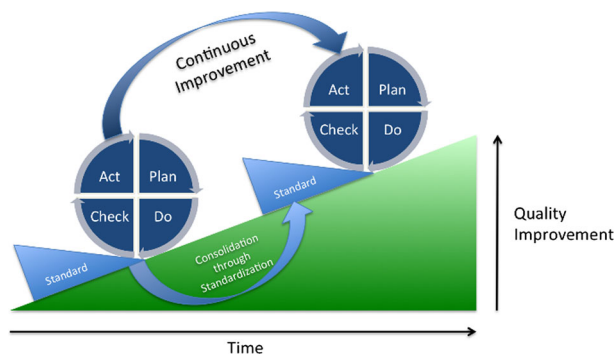 Continuous
Improvement
Act
Plan
Check
Do
Standard
Act
Plan
Check
Do
Standard
Consolidation
through
Standardization
Quality
Improvement
Time